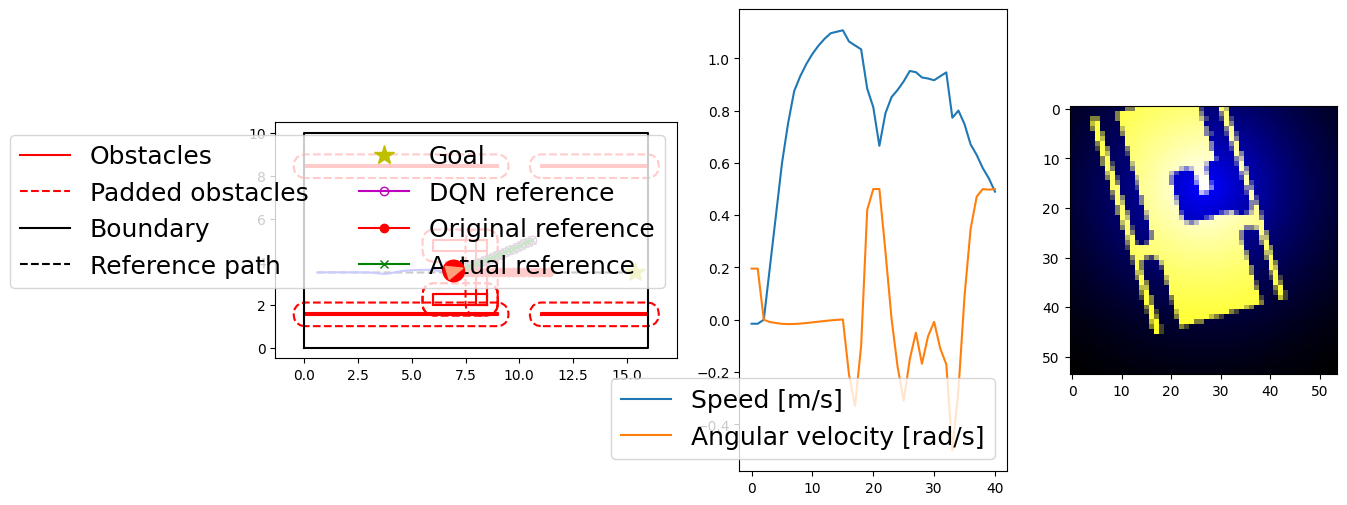 Obstacles
Padded obstacles
Boundary
Reference path
Goal
DQN reference
Original reference
Actual reference
10
8
6
4
2
0
0.0 2.5 5.0 7.5 10.0 12.5 15.0
1.0
0.8
0.6
0.4
0.2
0.0
−0.2
−0.4
Speed [m/s]
Angular velocity [rad/s]
0 10 20 30 40
0
10
20
30
40
50
0 10 20 30 40 50